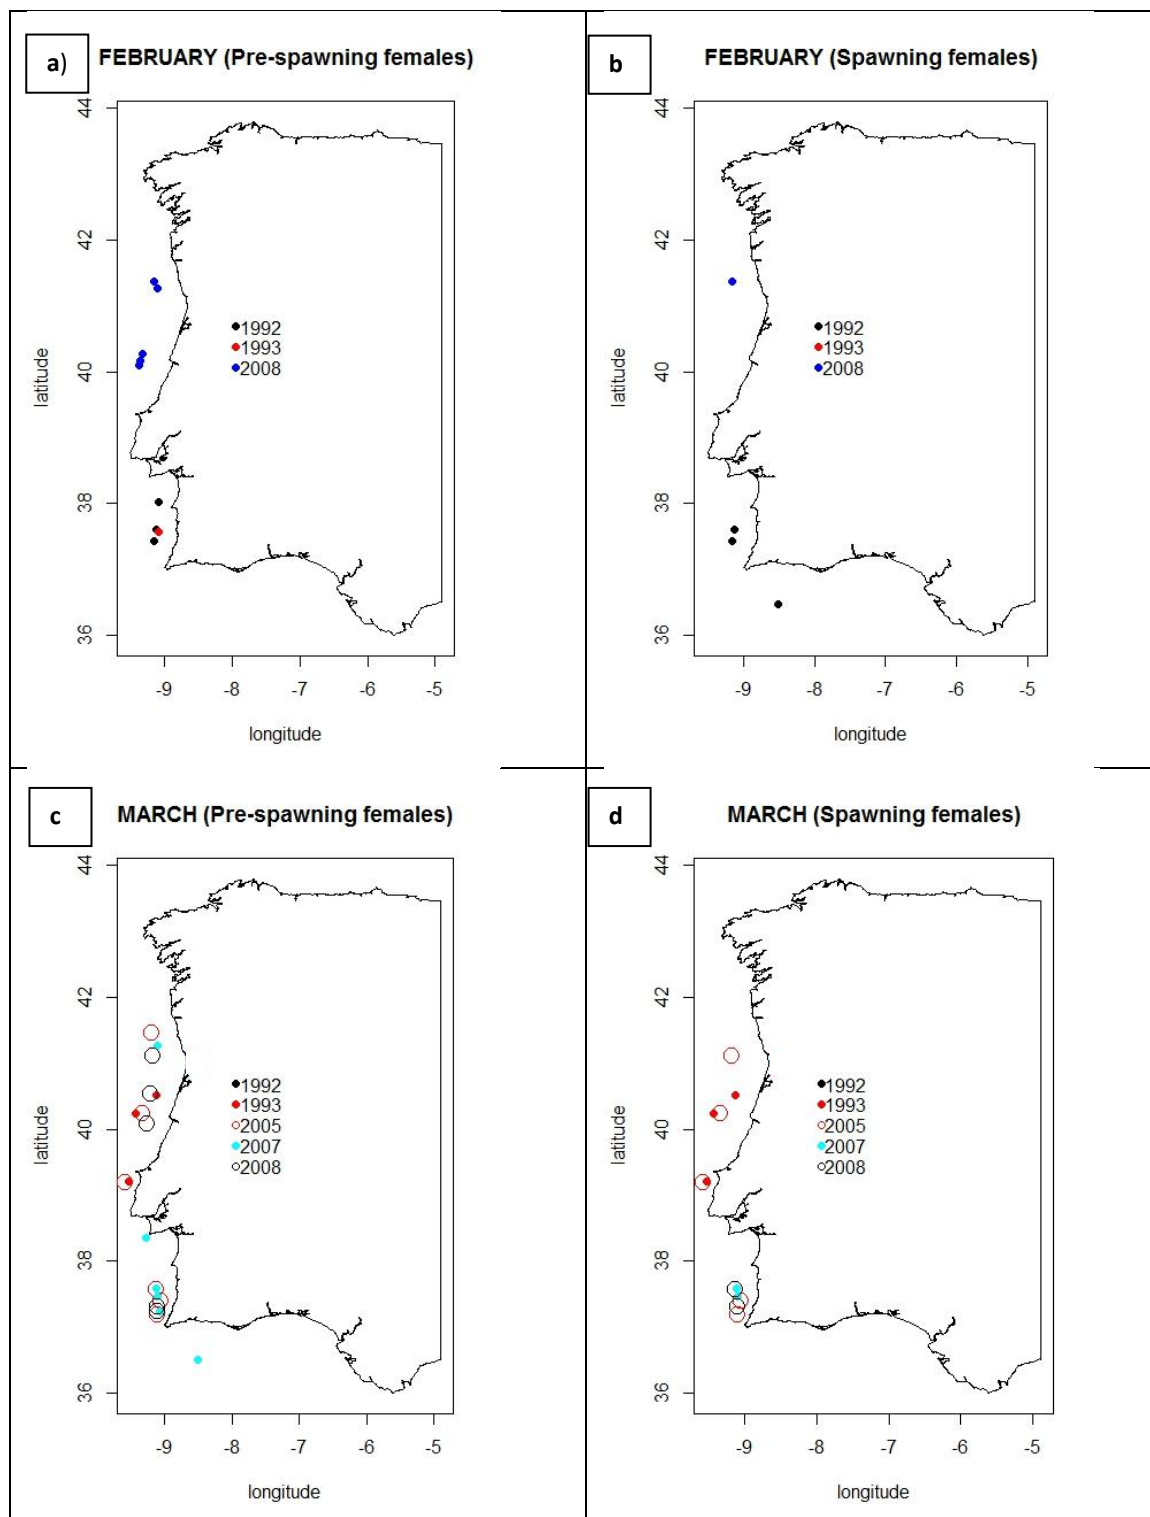 a)
FEBRUARY (Pre-spawning females)
44
42
40
38
36
latitude
1992
1993
2008
-9 -8 -7 -6 -5
longitude
b
FEBRUARY (Spawning females)
44
42
40
38
36
latitude
1992
1993
2008
-9 -8 -7 -6 -5
longitude
c
MARCH (Pre-spawning females)
44
42
40
38
36
latitude
1992
1993
2005
2007
2008
-9 -8 -7 -6 -5
longitude
d
MARCH (Spawning females)
44
42
40
38
36
latitude
1992
1993
2005
2007
2008
-9 -8 -7 -6 -5
longitude